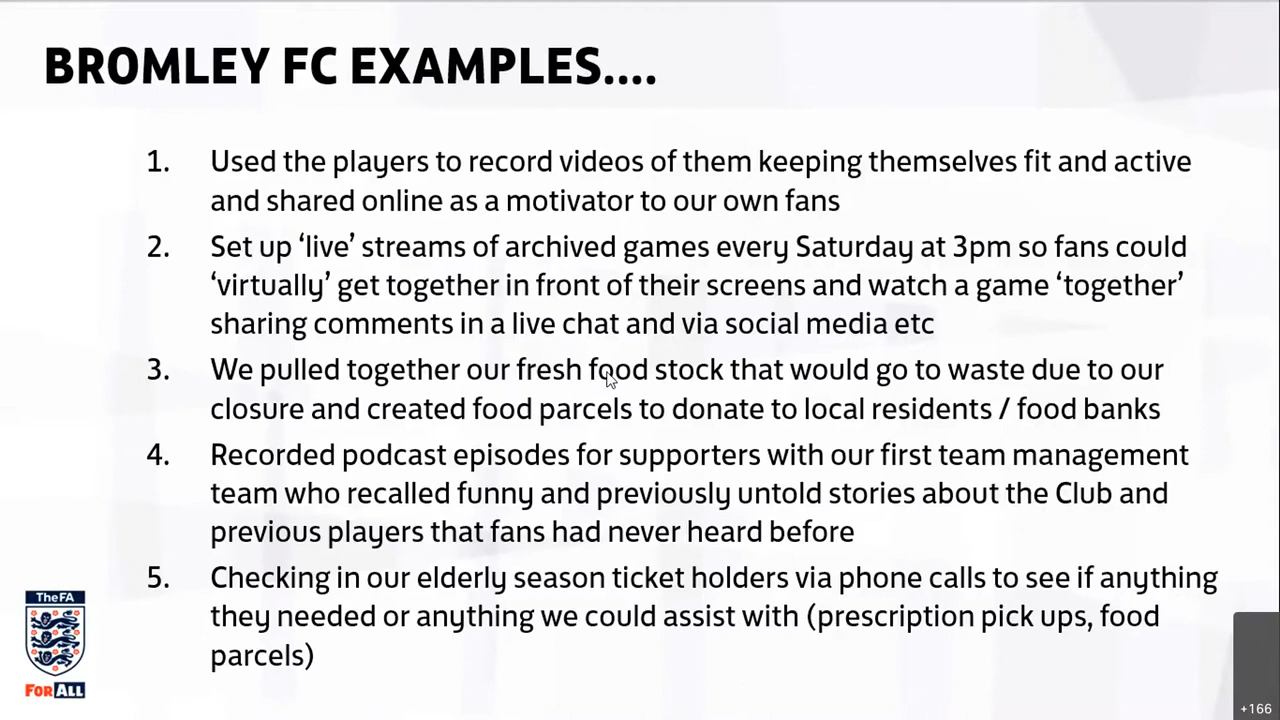 BROMLEY FC EXAMPLES....
1. Used the players to record videos of them keeping themselves fit and active
and shared online as a motivator to our own fans
2. Set up ‘live’ streams of archived games every Saturday at 3pm so fans could
‘virtually’ get together in front of their screens and watch a game ‘together’
sharing comments in a live chat and via social media etc
3. We pulled together our fresh food stock that would go to waste due to our
closure and created food parcels to donate to local residents / food banks
4. Recorded podcast episodes for supporters with our first team management
team who recalled funny and previously untold stories about the Club and
previous players that fans had never heard before
5. Checking in our elderly season ticket holders via phone calls to see if anything
they needed or anything we could assist with (prescription pick ups, food
parcels)
The FA
FOR ALL
+166